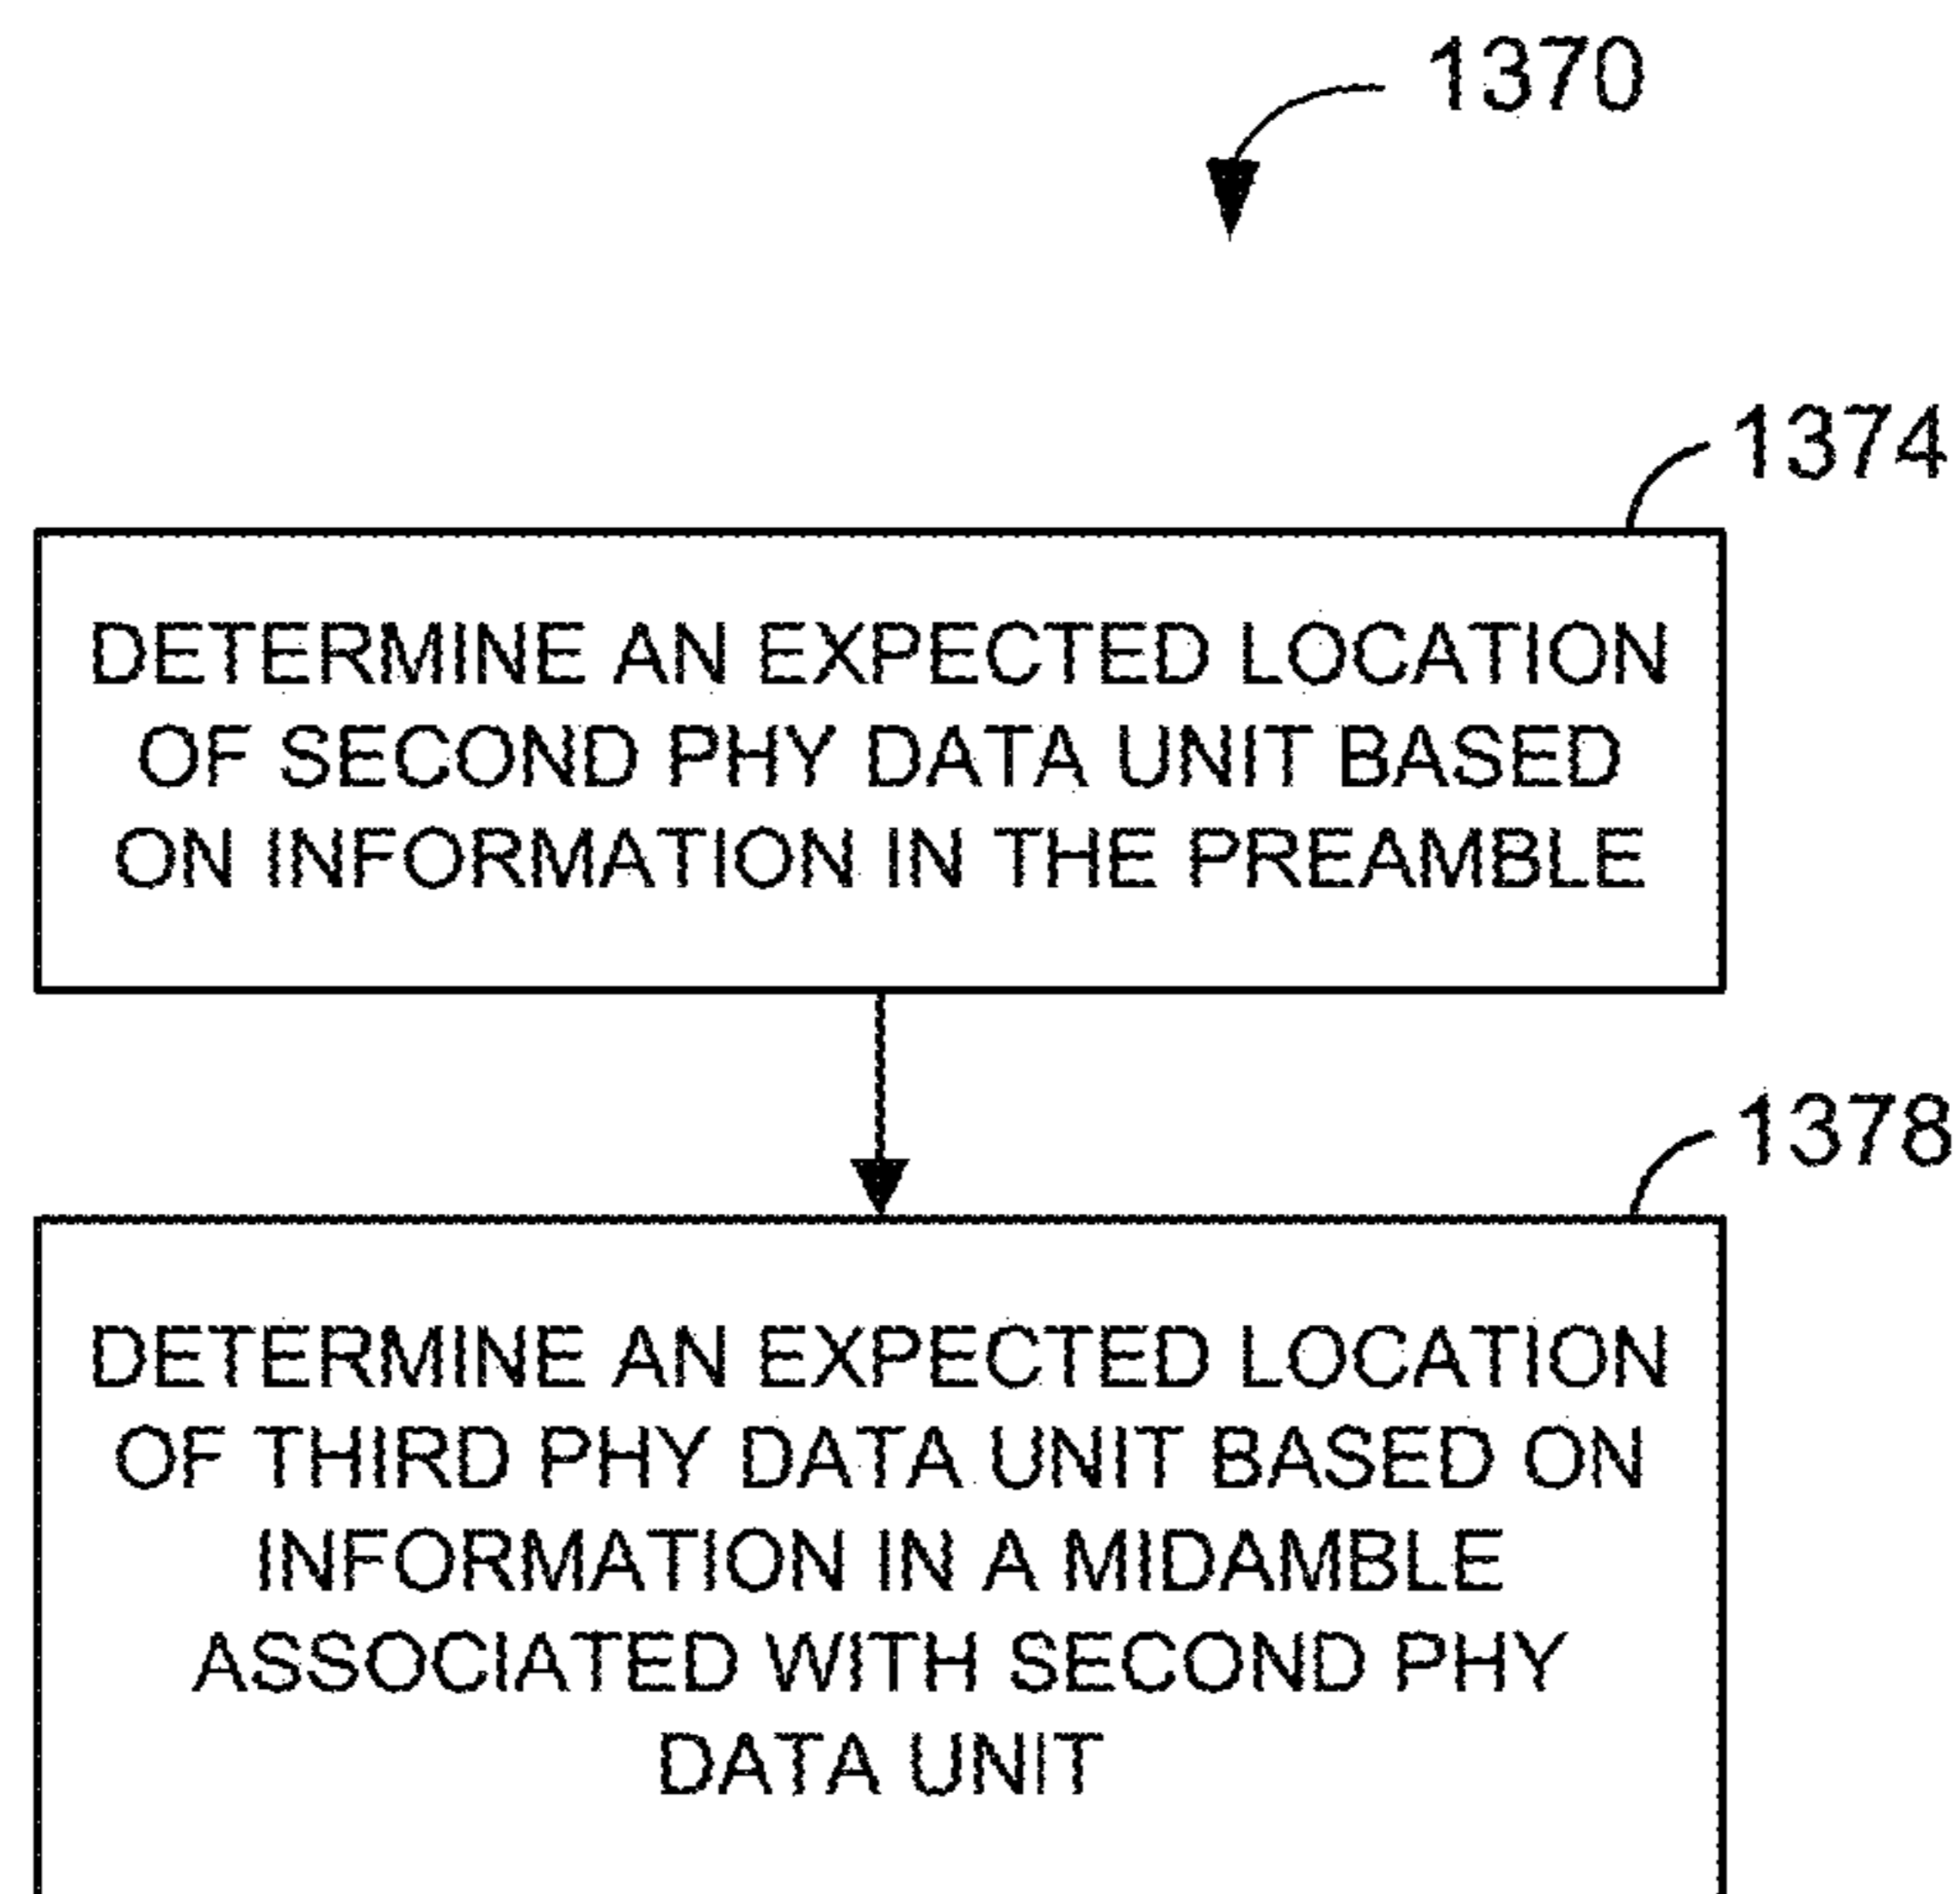 1370
1374
DETERMINE AN EXPECTED LOCATION
OF SECOND PHY DATA UNIT BASED
ON INFORMATION IN THE PREAMBLE
1378
DETERMINE AN EXPECTED LOCATION
OF THIRD PHY DATA UNIT BASED ON
INFORMATION IN A MIDAMBLE
ASSOCIATED WITH SECOND PHY
DATA UNIT